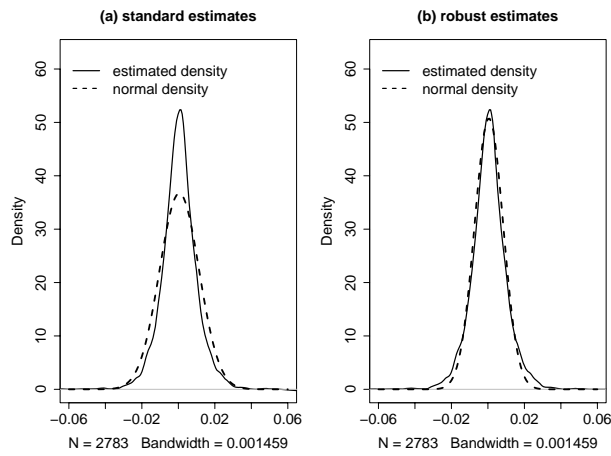 (a) standard estimates
estimated density
normal density
Density
60
50
40
30
20
10
0
−0.06
−0.02
0.02
0.06
N = 2783 Bandwidth = 0.001459
(b) robust estimates
estimated density
normal density
Density
60
50
40
30
20
10
0
−0.06
−0.02
0.02
0.06
N = 2783 Bandwidth = 0.001459